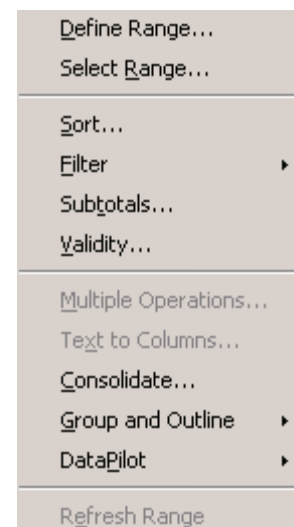 Define Range...
Select Range...
Sort...
Filter
Subtotals...
Validity...
Multiple Operations...
Text to Columns...
Consolidate...
Group and Outline
DataPilot
Refresh Range